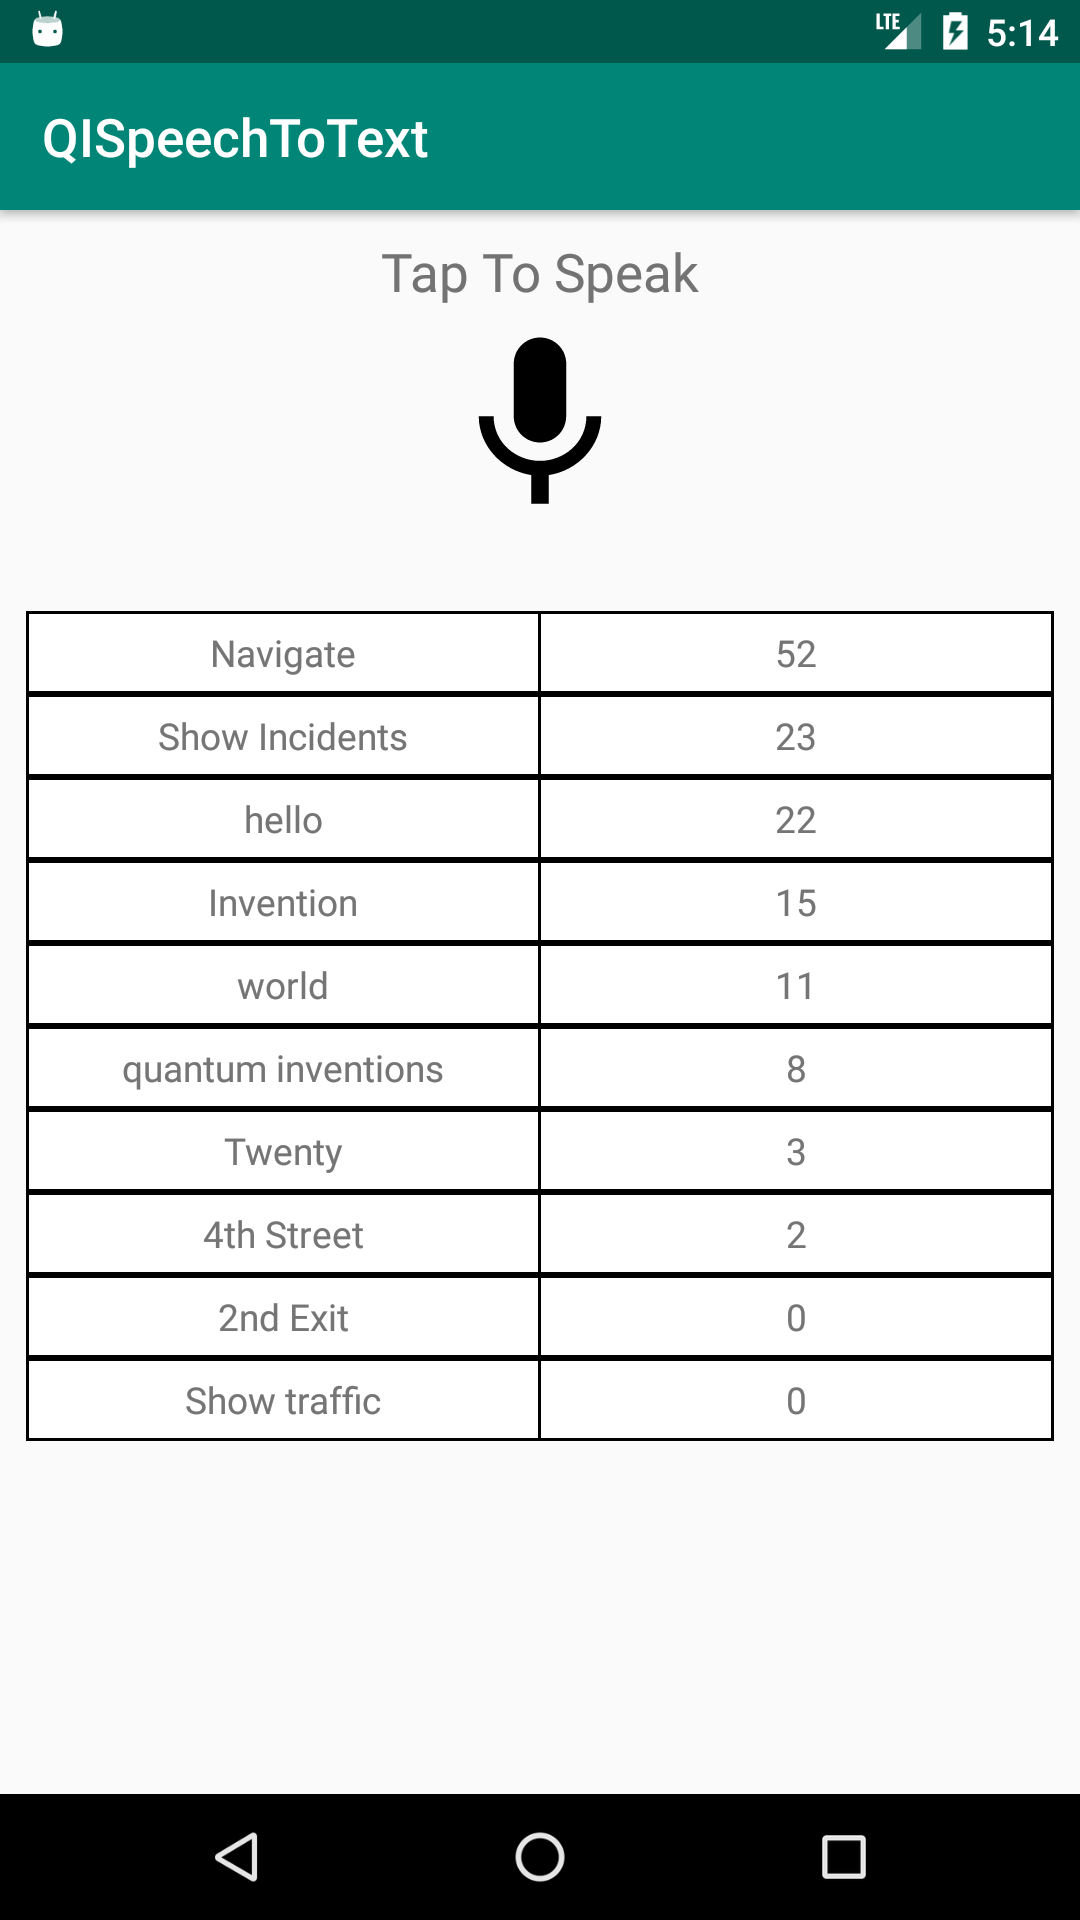 LTE 5:14
QISpeechToText
Tap To Speak
Navigate 52
Show Incidents 23
hello 22
Invention 15
world 11
quantum inventions 8
Twenty 3
4th Street 2
2nd Exit 0
Show traffic 0